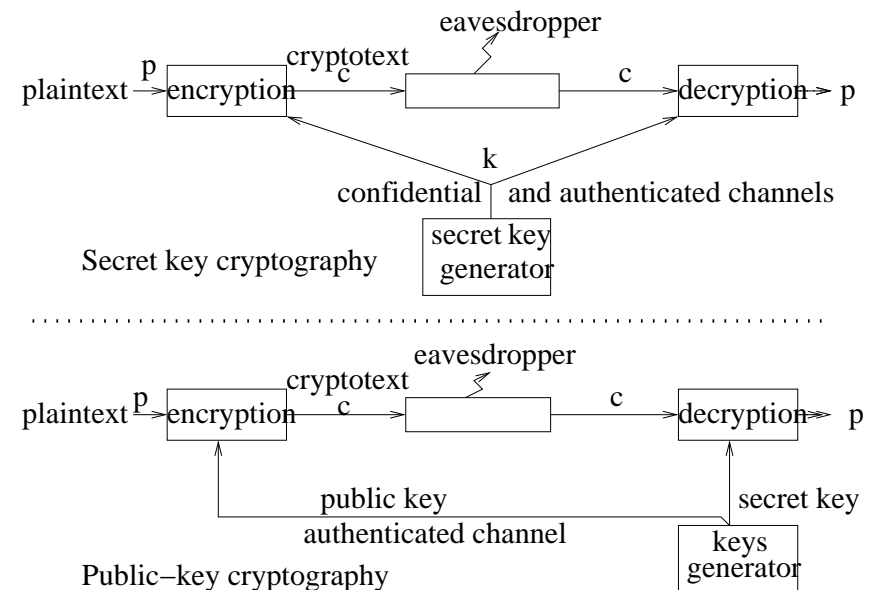 eavesdropper
cryptotext
p
c
c
plaintext
encryption
decryption
p
k
confidential and authenticated channels
secret key
generator
Secret key cryptography
eavesdropper
cryptotext
p
c
c
plaintext
encryption
decryption
p
public key
secret key
authenticated channel
keys
generator
Public-key cryptography